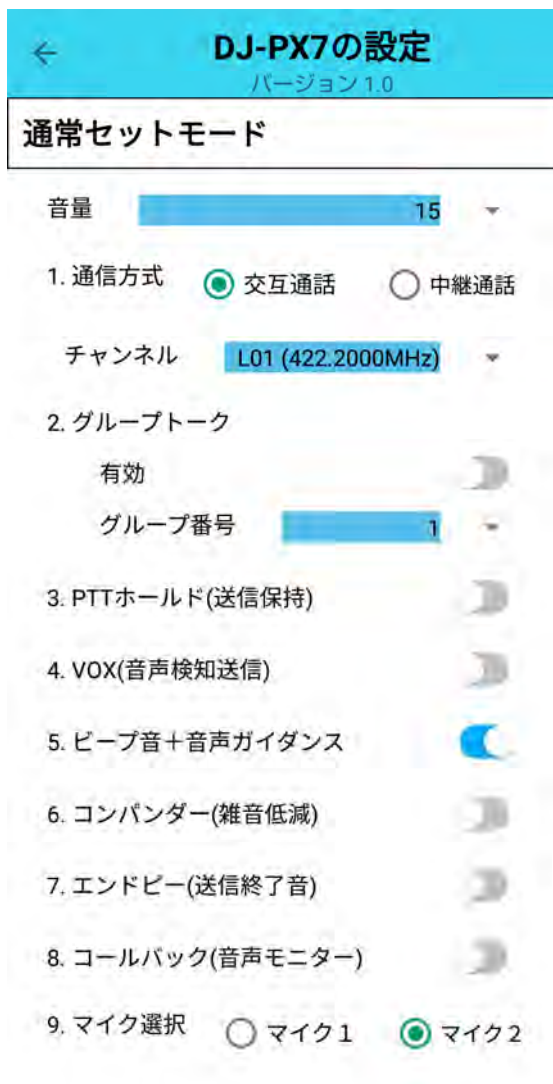 DJ-PX7の設定
バージョン 1.0
通常セットモード
音量 15
1. 通信方式 交互通話 中継通話
チャンネル L01 (422.2000MHz)
2. グループトーク
有効
グループ番号 1
3. PTTホールド(送信保持)
4. VOX(音声検知送信)
5. ビープ音＋音声ガイダンス
6. コンパンダー(雑音低減)
7. エンドピー(送信終了音)
8. コールバック(音声モニター)
9. マイク選択 マイク１ マイク２